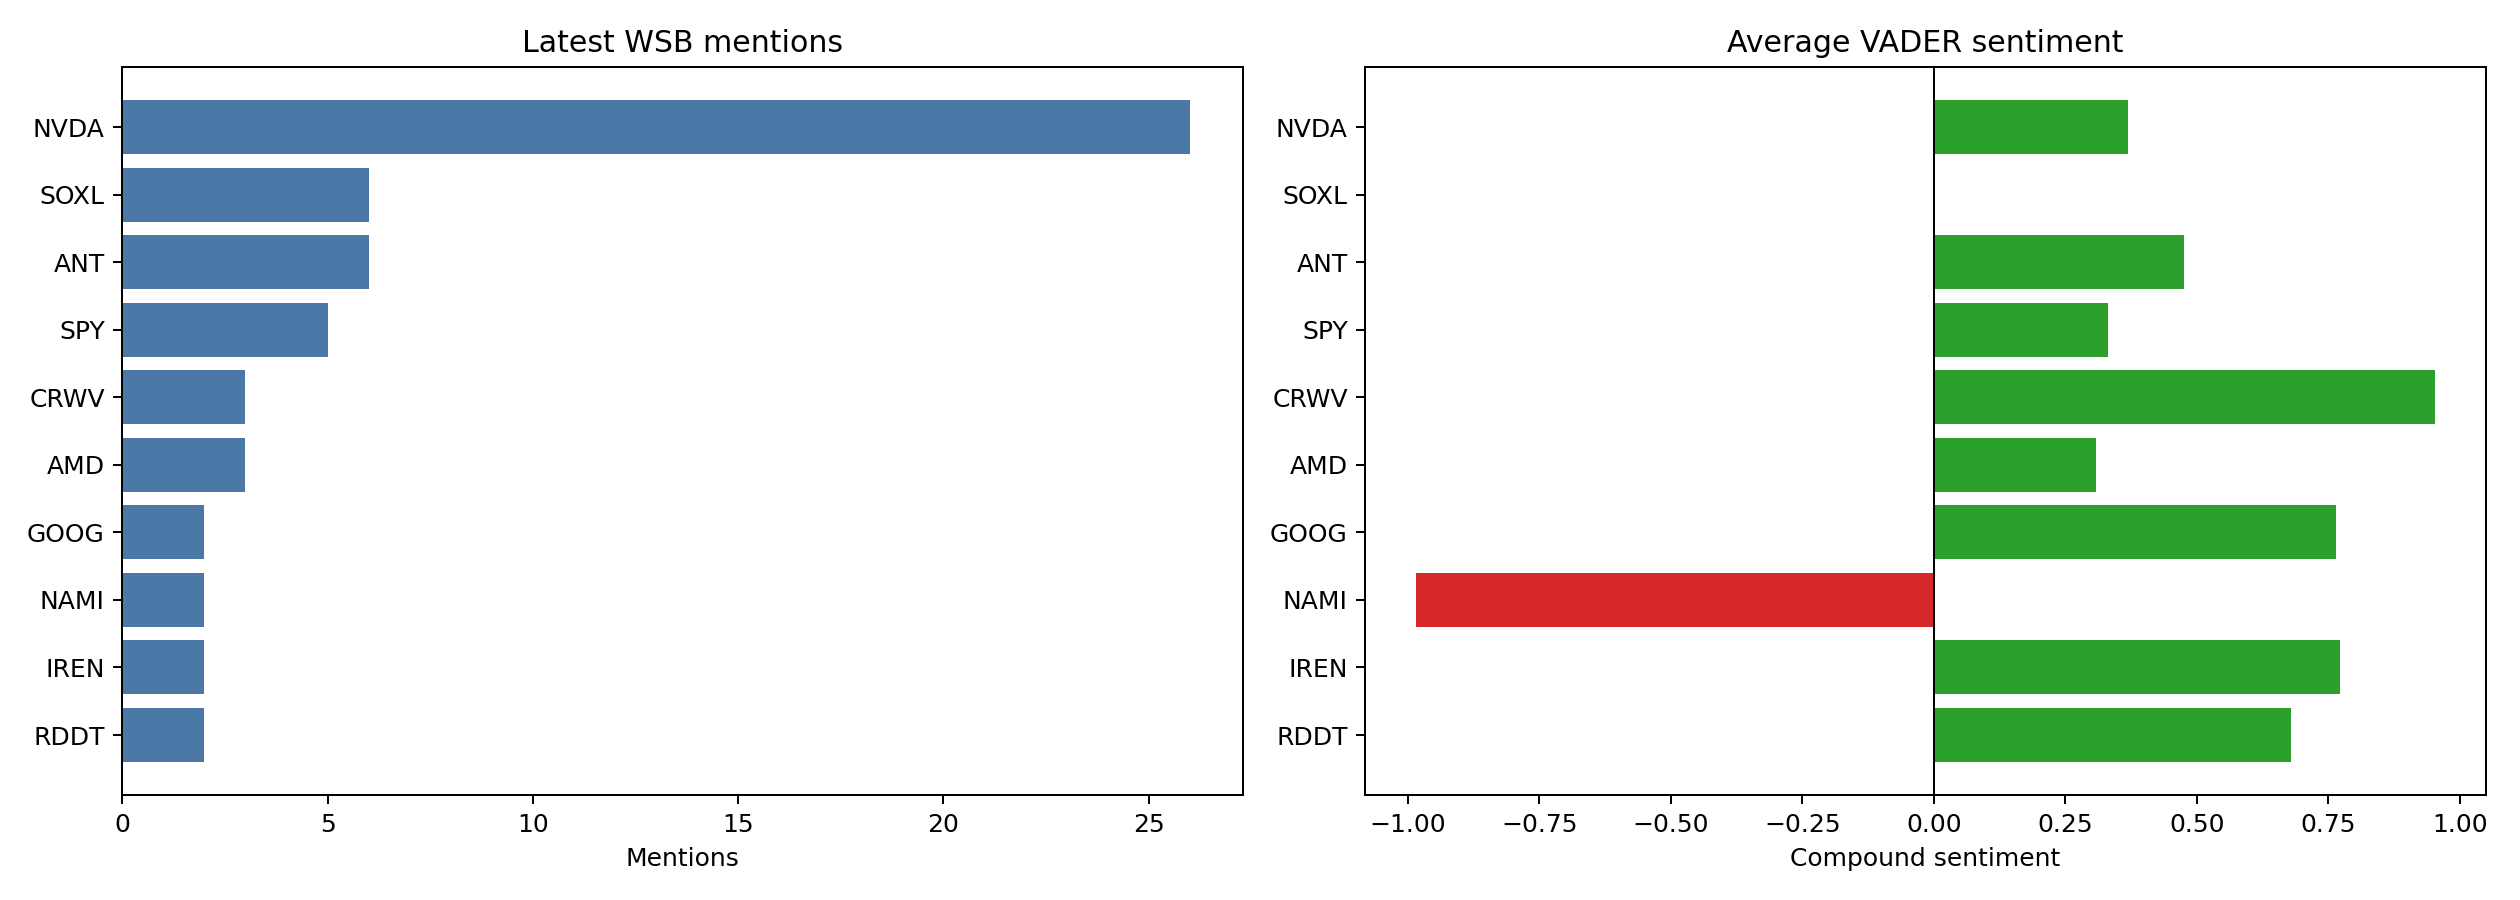 Latest WSB mentions
NVDA
SOXL
ANT
SPY
CRWV
AMD
GOOG
NAMI
IREN
RDDT
0 5 10 15 20 25
Mentions
Average VADER sentiment
NVDA
SOXL
ANT
SPY
CRWV
AMD
GOOG
NAMI
IREN
RDDT
−1.00 −0.75 −0.50 −0.25 0.00 0.25 0.50 0.75 1.00
Compound sentiment